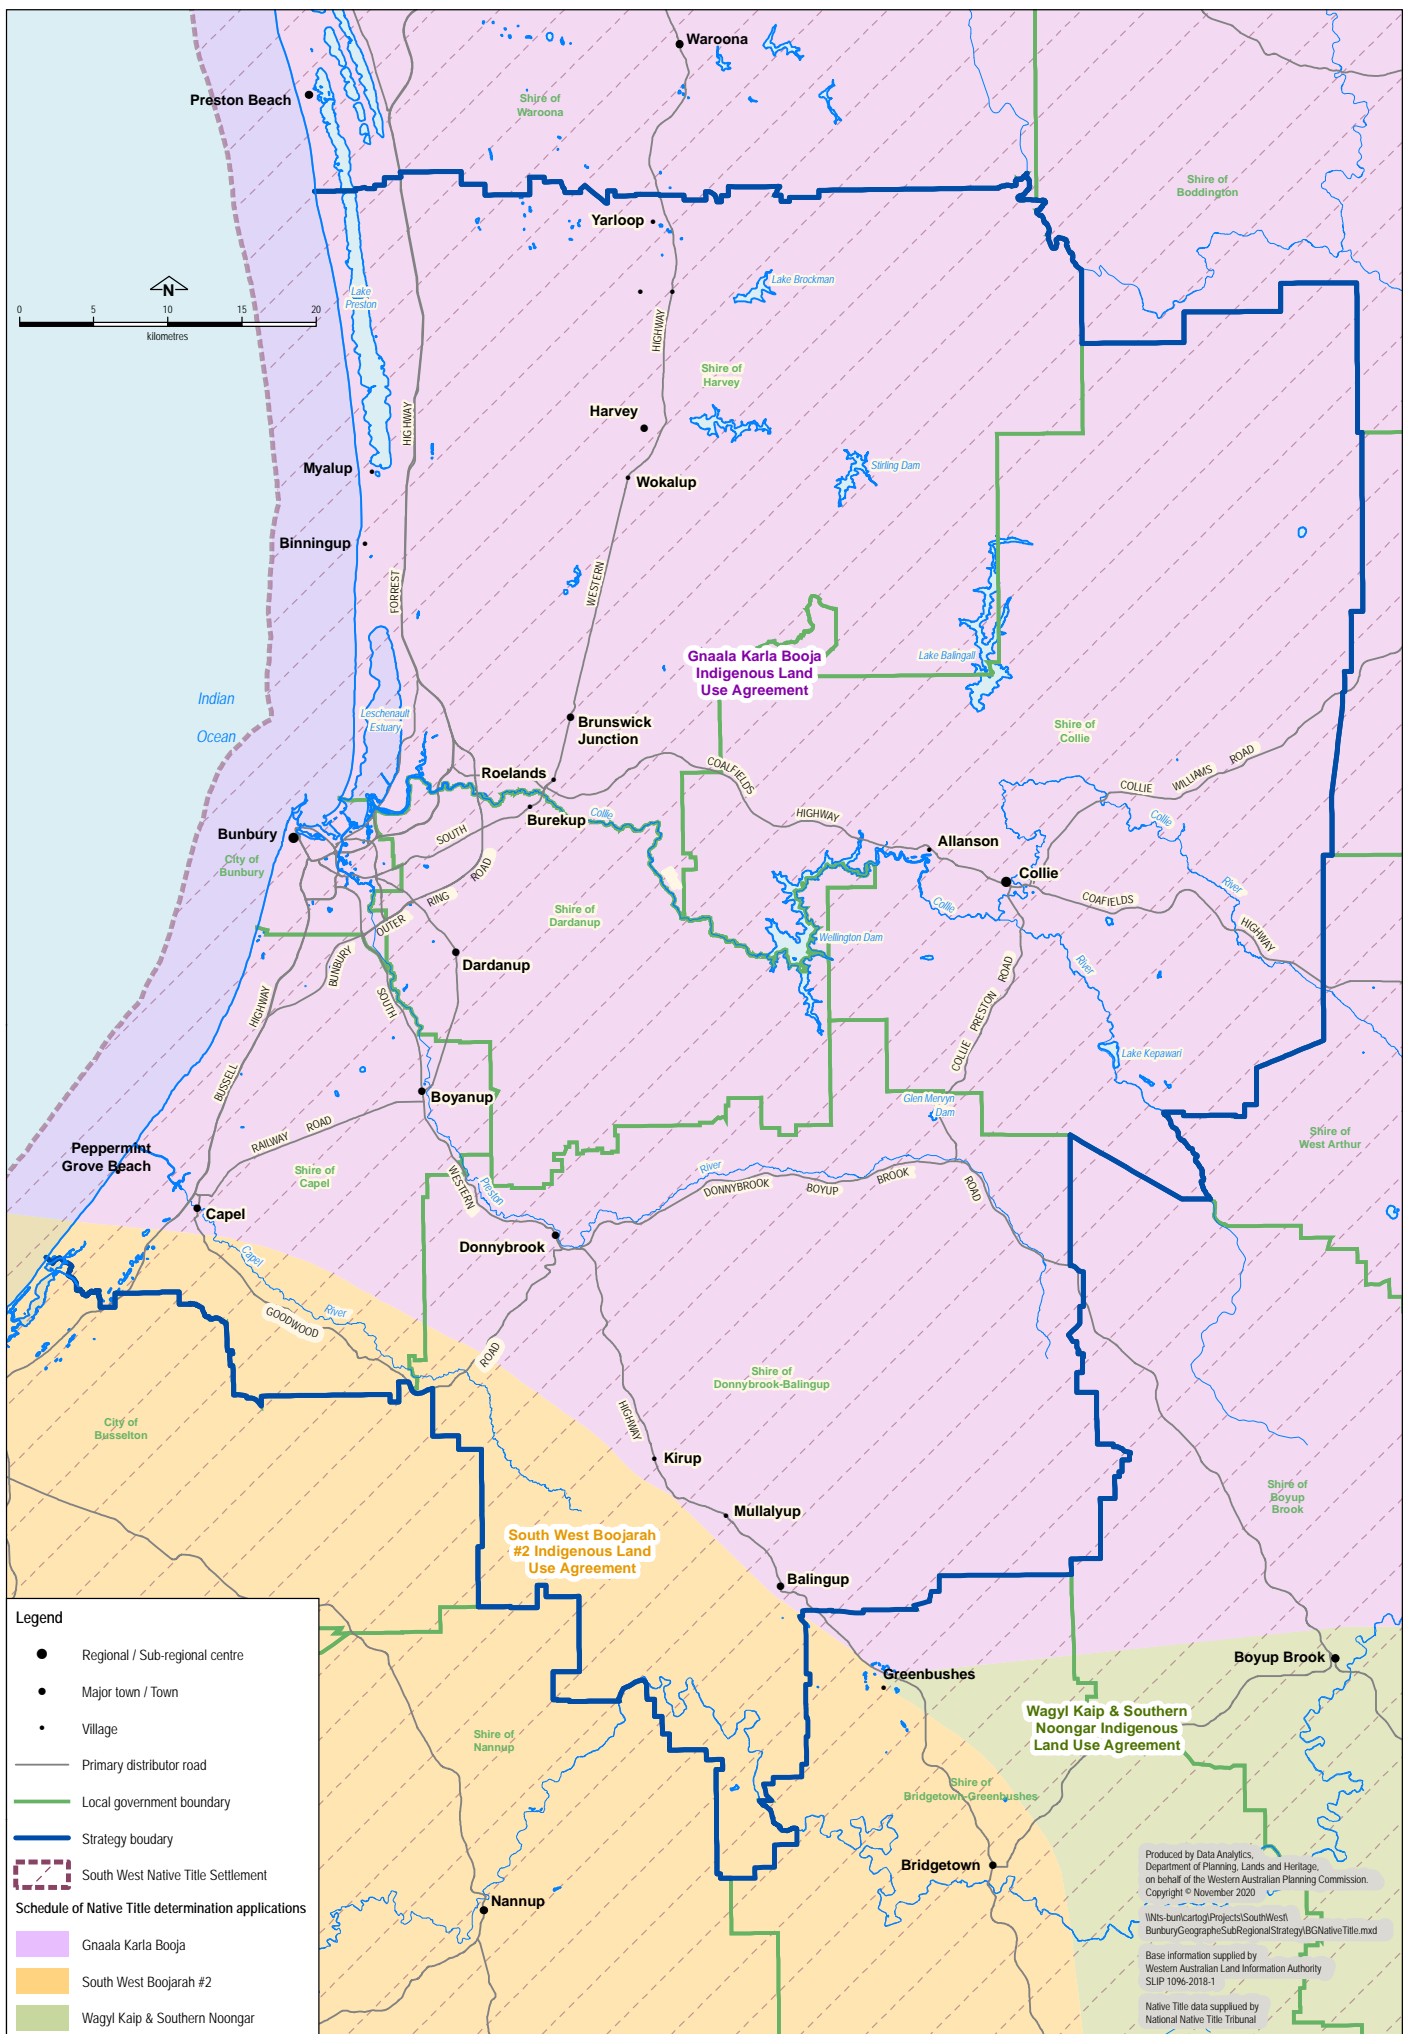 Waroona
Preston Beach
Shire of
Waroona
Shire of
Boddington
Yarloop
Lake Brockman
N
0 5 10 15 20
kilometres
Lake
Preston
HIGHWAY
Shire of
Harvey
HIGHWAY
Harvey
Myalup
Stirling Dam
Wokalup
Binningup
FORREST
WESTERN
Gnaala Karla Booja
Indigenous Land
Use Agreement
Lake Balingall
Indian
Ocean
Leschenault
Estuary
Brunswick
Junction
Shire of
Collie
Roelands
COALFIELDS
COLLIE
WILLIAMS
ROAD
Burekup
Collie
HIGHWAY
Collie
Bunbury
SOUTH
Allanson
City of
Bunbury
ROAD
Collie
RING
River
Collie
COAFIELDS
OUTER
Shire of
Dardanup
HIGHWAY
Wellington Dam
BUNBURY
Dardanup
River
ROAD
SOUTH
HIGHWAY
PRESTON
COLLIE
Lake Kepawari
BUSSELL
Boyanup
Glen Mervyn
Dam
RAILWAY
ROAD
Shire of
West Arthur
Peppermint
Grove Beach
Shire of
Capel
WESTERN
Preston
River
DONNYBROOK
BOYUP
BROOK
ROAD
Capel
Donnybrook
Capel
River
GOODWOOD
ROAD
Shire of
Donnybrook-Balingup
City of
Busselton
HIGHWAY
Kirup
Shire of
Boyup
Brook
Mullalyup
South West Boojarah
#2 Indigenous Land
Use Agreement
Balingup
Boyup Brook
Greenbushes
Wagyl Kaip & Southern
Noongar Indigenous
Land Use Agreement
Shire of
Nannup
Shire of
Bridgetown-Greenbushes
Bridgetown
Nannup
Legend
Regional / Sub-regional centre
Major town / Town
Village
Primary distributor road
Local government boundary
Strategy boudary
South West Native Title Settlement
Schedule of Native Title determination applications
Gnaala Karla Booja
South West Boojarah #2
Wagyl Kaip & Southern Noongar
Produced by Data Analytics,
Department of Planning, Lands and Heritage,
on behalf of the Western Australian Planning Commission.
Copyright © November 2020
\\Nts-bun\cartog\Projects\SouthWest\
BunburyGeographeSubRegionalStrategy\BGNativeTitle.mxd
Base information supplied by
Western Australian Land Information Authority
SLIP 1096-2018-1
Native Title data suppliued by
National Native Title Tribunal